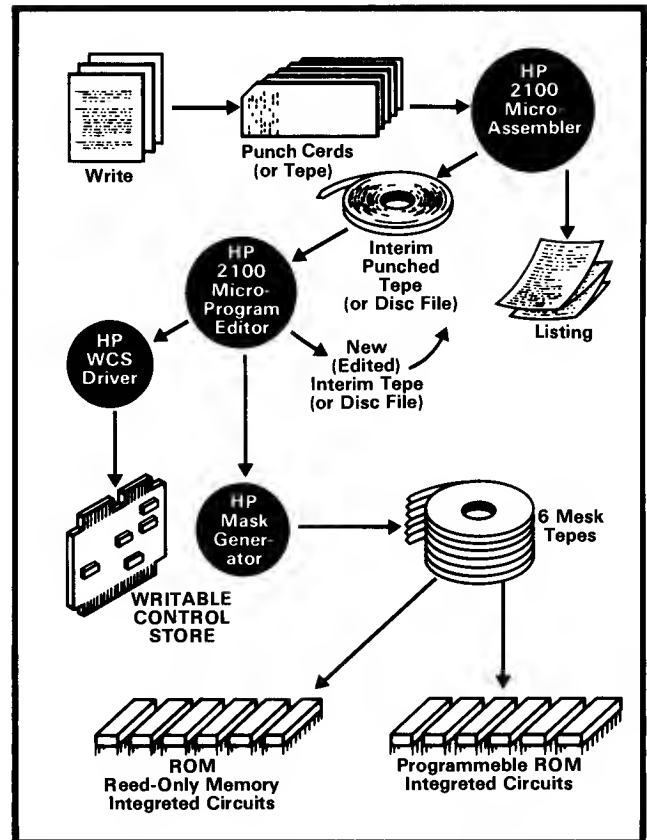 Write
Punch Cerds
(or Tepe)
HP
2100
Micro-
Assembler
Interim
Punched
Tepe
(or Disc File)
Listing
HP
2100
Micro-
Program
Editor
New
(Edited)
Interim Tepe
(or Disc File)
HP
WCS
Driver
WRITABLE
CONTROL
STORE
HP
Mask
Gener-
ator
6 Mesk
Tepes
ROM
Reed-Only Memory
Integreted Circuits
Programmeble ROM
Integreted Circuits